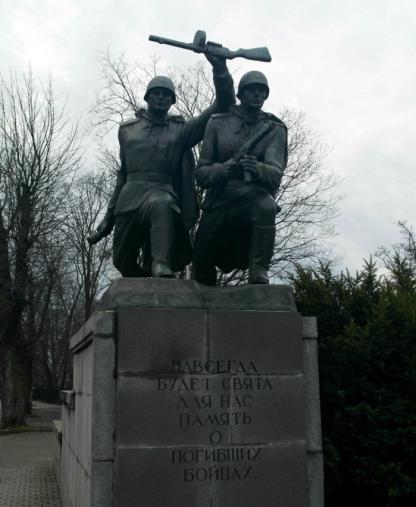 НАВСЕГДА
БУДЕТ СВЯТА
ДЛЯ НАС
ПАМЯТЬ
О
ПОГИБШИХ
БОЙЦАХ.